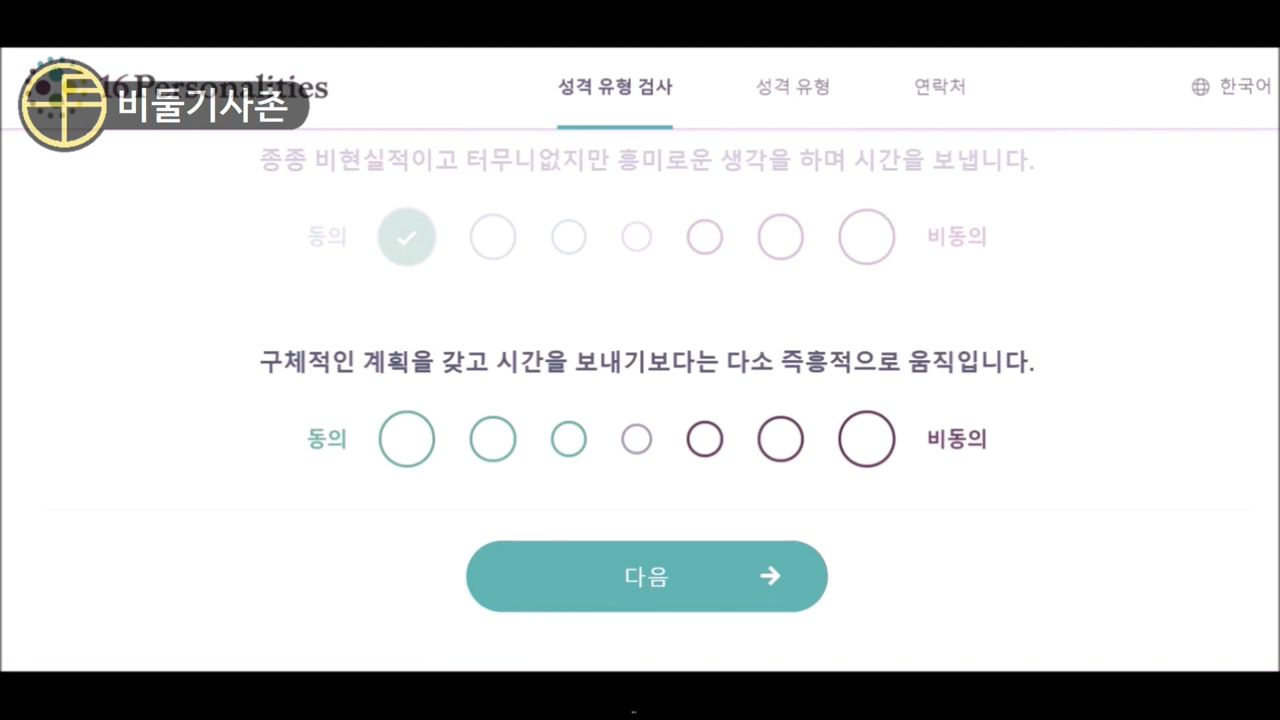 16Personalities
비둘기사촌
성격 유형 검사
성격 유형
연락처
한국어
종종 비현실적이고 터무니없지만 흥미로운 생각을 하며 시간을 보냅니다.
동의
비동의
구체적인 계획을 갖고 시간을 보내기보다는 다소 즉흥적으로 움직입니다.
동의
비동의
다음